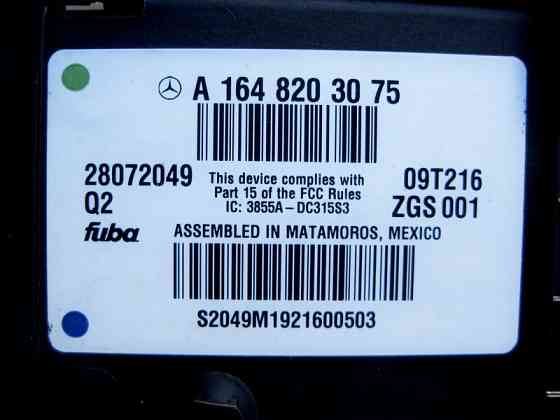 A 164 820 30 75
28072049
Q2
This device complies with
Part 15 of the FCC Rules
IC: 3855A-DC315S3
09T216
ZGS 001
fuba
ASSEMBLED IN MATAMOROS, MEXICO
S2049M1921600503